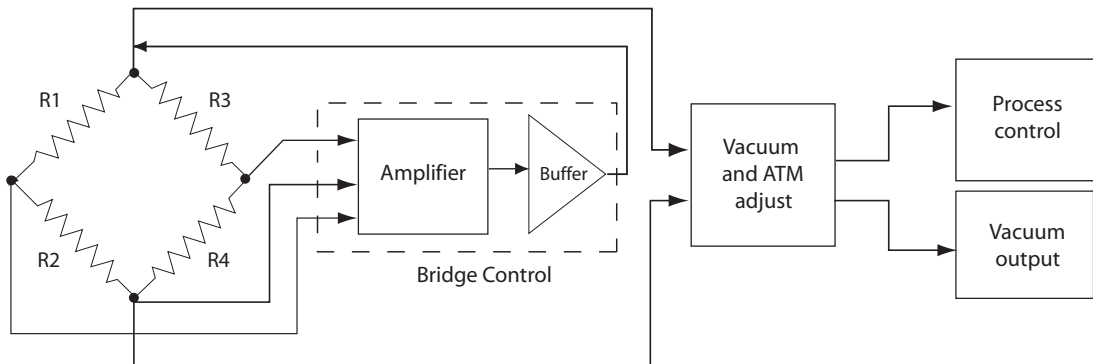 R1
R3
R2
R4
Amplifier
Buffer
Bridge Control
Vacuum
and ATM
adjust
Process
control
Vacuum
output